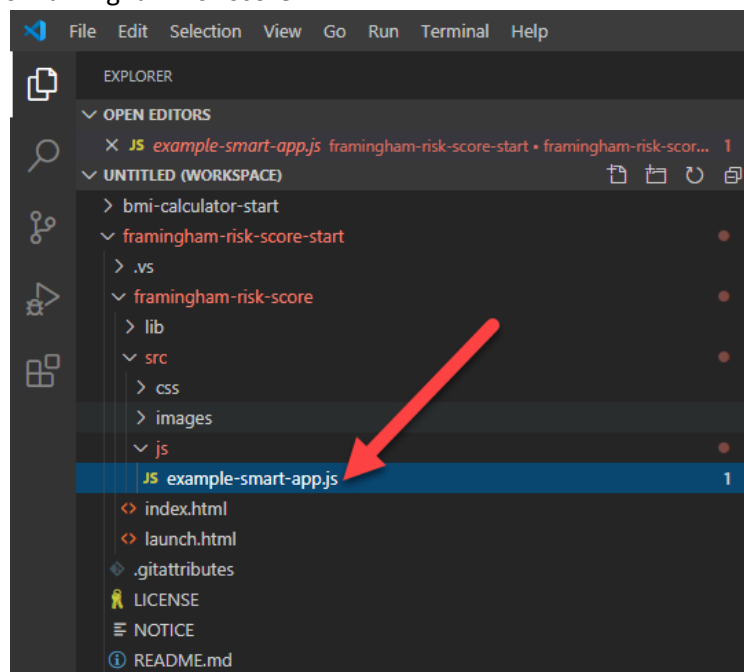 File Edit Selection View Go Run Terminal Help
EXPLORER
OPEN EDITORS
JS example-smart-app.js framingham-risk-score-start • framingham-risk-scor... 1
UNTITLED (WORKSPACE)
bmi-calculator-start
framingham-risk-score-start
.vs
framingham-risk-score
lib
src
css
images
js
JS example-smart-app.js 1
index.html
launch.html
.gitattributes
LICENSE
NOTICE
README.md